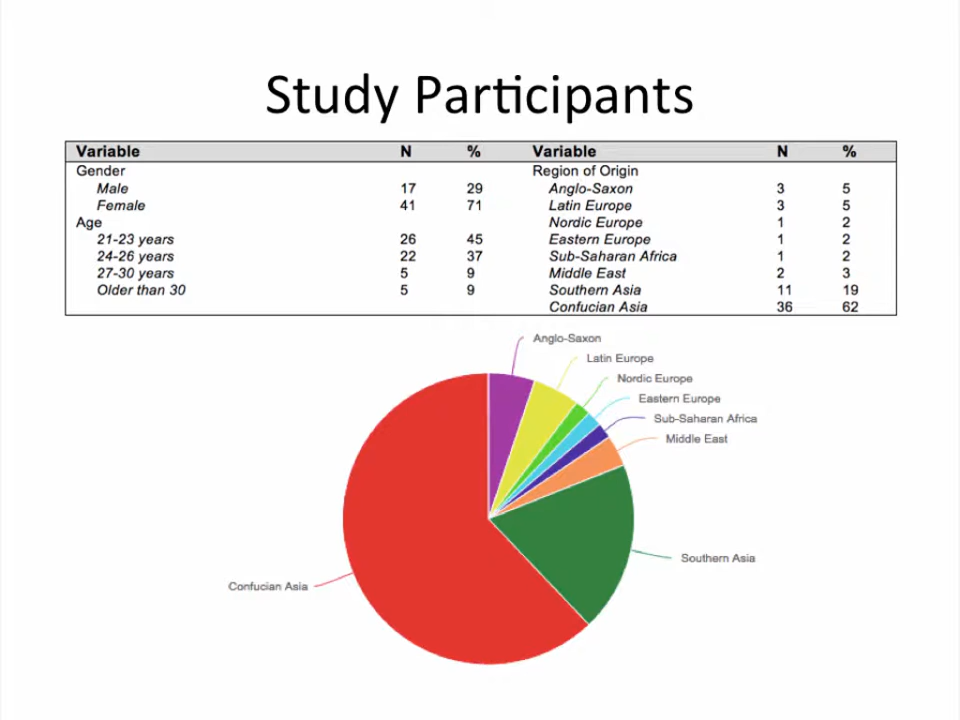 Study Participants
Variable N % Variable N %
Gender Region of Origin
Male 17 29 Anglo-Saxon 3 5
Female 41 71 Latin Europe 3 5
Age Nordic Europe 1 2
21-23 years 26 45 Eastern Europe 1 2
24-26 years 22 37 Sub-Saharan Africa 1 2
27-30 years 5 9 Middle East 2 3
Older than 30 5 9 Southern Asia 11 19
Confucian Asia 36 62
Anglo-Saxon
Latin Europe
Nordic Europe
Eastern Europe
Sub-Saharan Africa
Middle East
Southern Asia
Confucian Asia